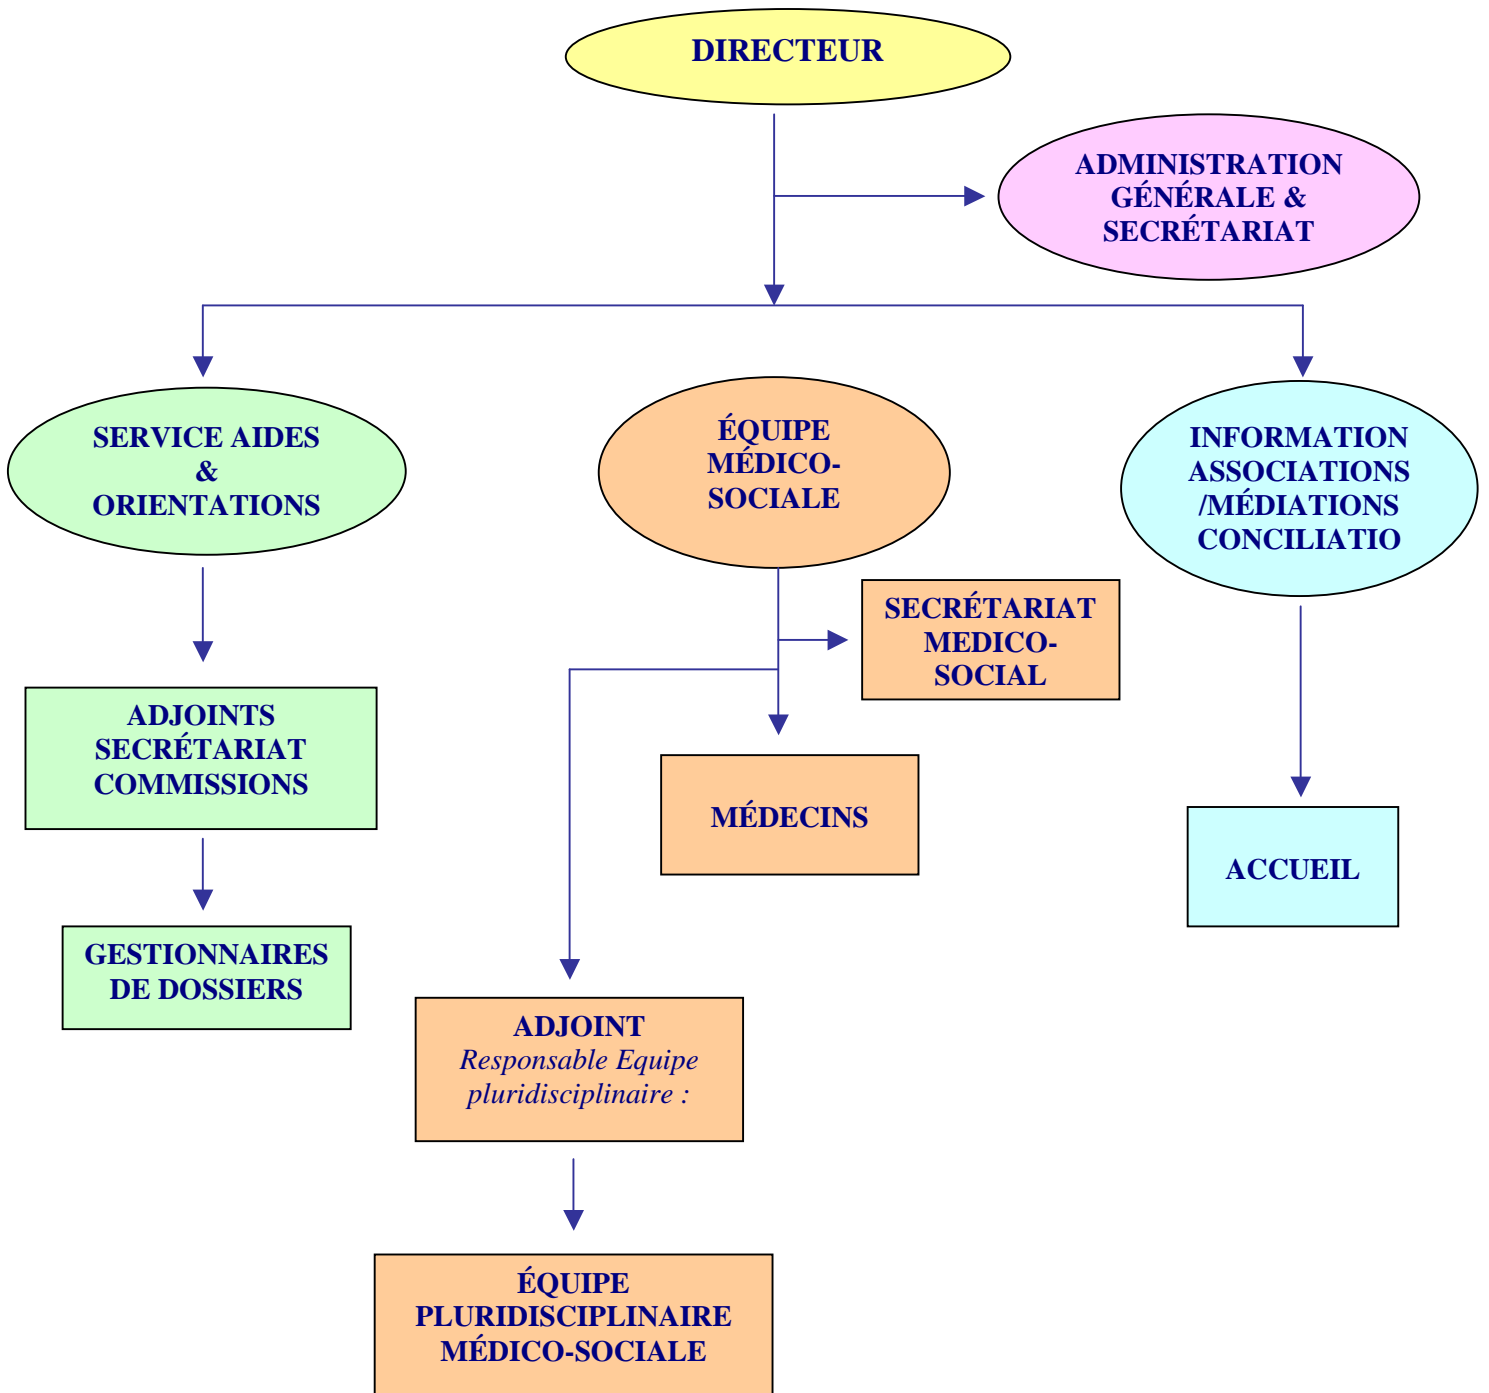 DIRECTEUR
ADMINISTRATION
GÉNÉRALE &
SECRÉTARIAT
SERVICE AIDES
&
ORIENTATIONS
ÉQUIPE
MÉDICO-
SOCIALE
INFORMATION
ASSOCIATIONS
/MÉDIATIONS
CONCILIATIO
SECRÉTARIAT
MEDICO-
SOCIAL
ADJOINTS
SECRÉTARIAT
COMMISSIONS
MÉDECINS
ACCUEIL
GESTIONNAIRES
DE DOSSIERS
ADJOINT
Responsable Equipe
pluridisciplinaire :
ÉQUIPE
PLURIDISCIPLINAIRE
MÉDICO-SOCIALE